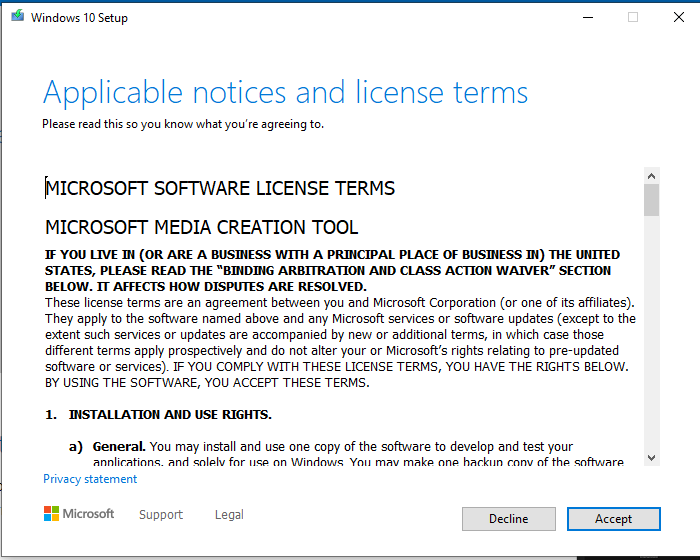 Windows 10 Setup
Applicable notices and license terms
Please read this so you know what you're agreeing to.
MICROSOFT SOFTWARE LICENSE TERMS
MICROSOFT MEDIA CREATION TOOL
IF YOU LIVE IN (OR ARE A BUSINESS WITH A PRINCIPAL PLACE OF BUSINESS IN) THE UNITED
STATES, PLEASE READ THE “BINDING ARBITRATION AND CLASS ACTION WAIVER” SECTION
BELOW. IT AFFECTS HOW DISPUTES ARE RESOLVED.
These license terms are an agreement between you and Microsoft Corporation (or one of its affiliates).
They apply to the software named above and any Microsoft services or software updates (except to the
extent such services or updates are accompanied by new or additional terms, in which case those
different terms apply prospectively and do not alter your or Microsoft’s rights relating to pre-updated
software or services). IF YOU COMPLY WITH THESE LICENSE TERMS, YOU HAVE THE RIGHTS BELOW.
BY USING THE SOFTWARE, YOU ACCEPT THESE TERMS.
1. INSTALLATION AND USE RIGHTS.
a) General. You may install and use one copy of the software to develop and test your
applications, and solely for use on Windows. You may make one backup copy of the software
Privacy statement
Microsoft Support Legal Decline Accept